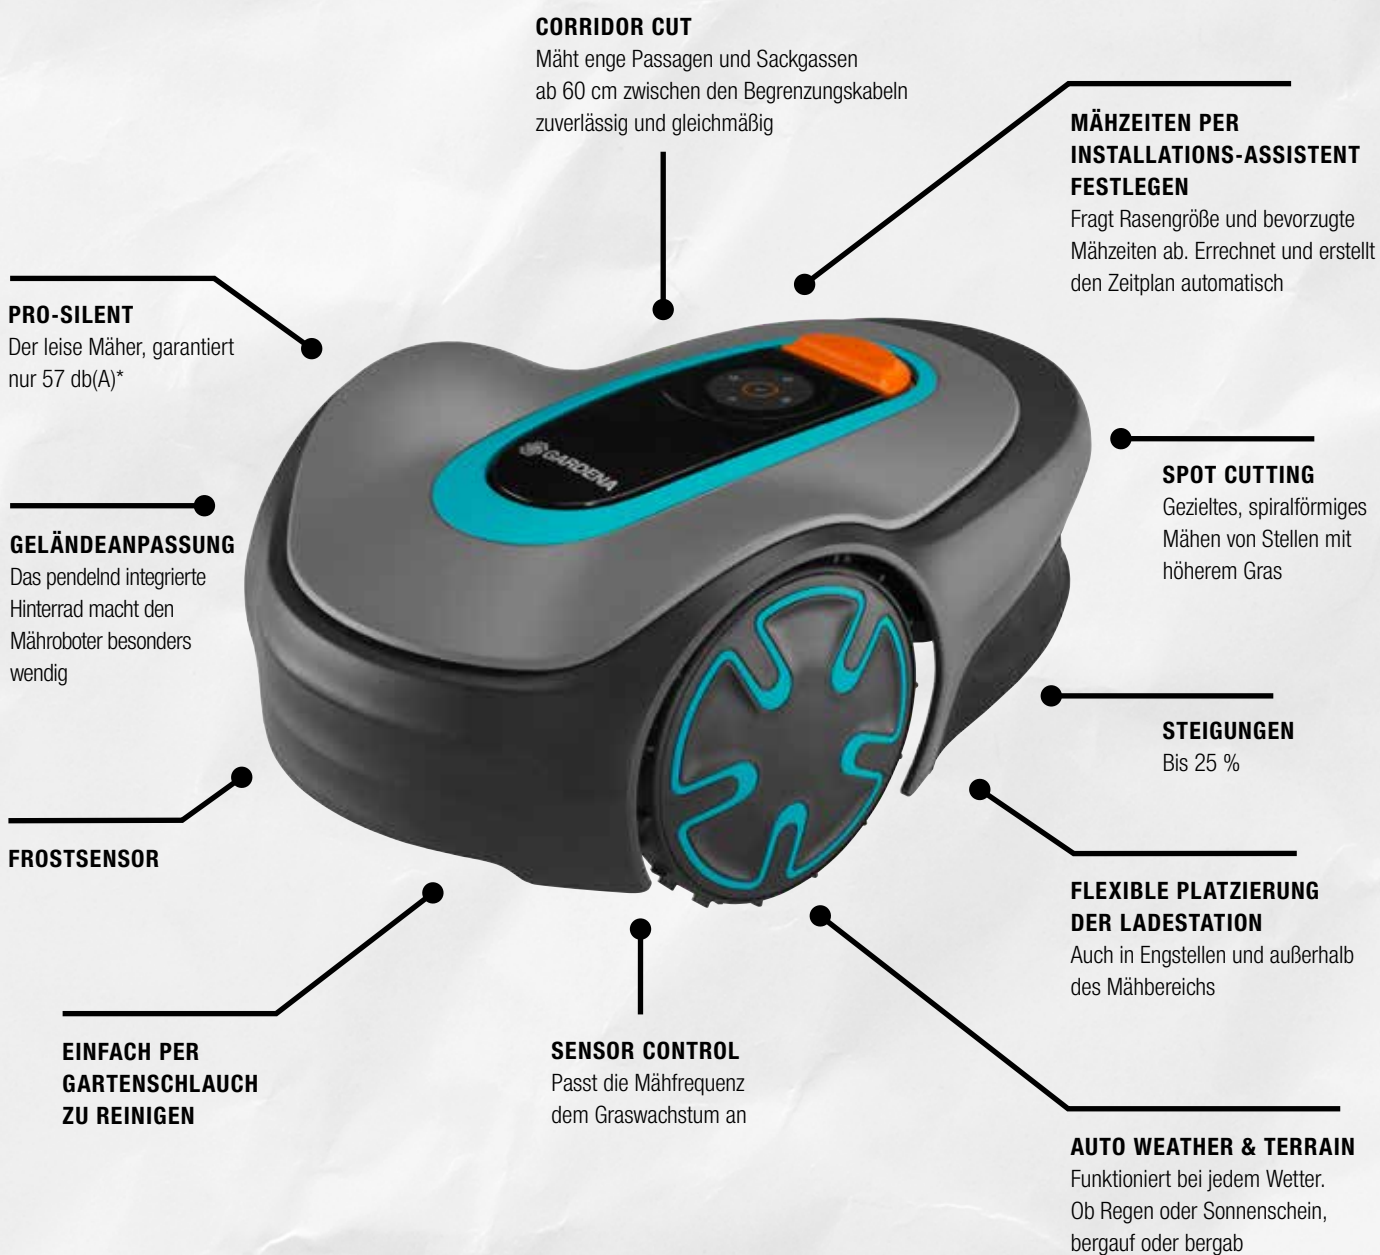 CORRIDOR CUT
Mäht enge Passagen und Sackgassen
ab 60 cm zwischen den Begrenzungskabeln
zuverlässig und gleichmäßig
MÄHZEITEN PER
INSTALLATIONS-ASSISTENT
FESTLEGEN
Fragt Rasengröße und bevorzugte
Mähzeiten ab. Errechnet und erstellt
den Zeitplan automatisch
PRO-SILENT
Der leise Mäher, garantiert
nur 57 db(A)*
GARDENA
SPOT CUTTING
Gezieltes, spiralförmiges
Mähen von Stellen mit
höherem Gras
GELÄNDEANPASSUNG
Das pendelnd integrierte
Hinterrad macht den
Mähroboter besonders
wendig
STEIGUNGEN
Bis 25 %
FROSTSENSOR
FLEXIBLE PLATZIERUNG
DER LADESTATION
Auch in Engstellen und außerhalb
des Mähbereichs
EINFACH PER
GARTENSCHLAUCH
ZU REINIGEN
SENSOR CONTROL
Passt die Mähfrequenz
dem Graswachstum an
AUTO WEATHER & TERRAIN
Funktioniert bei jedem Wetter.
Ob Regen oder Sonnenschein,
bergauf oder bergab